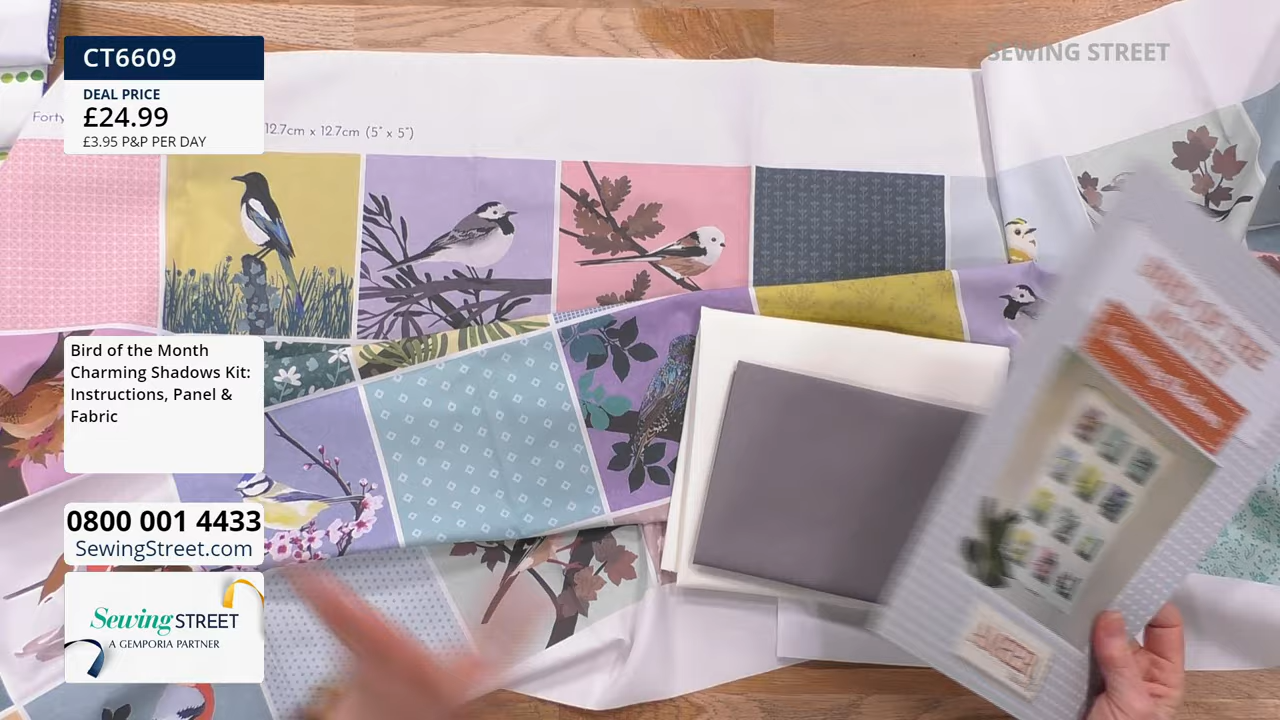 CT6609
DEAL PRICE
£24.99
£3.95 P&P PER DAY
SEWING STREET
12.7cm x 12.7cm (5" x 5")
Bird of the Month
Charming Shadows Kit:
Instructions, Panel &
Fabric
0800 001 4433
SewingStreet.com
Sewing STREET
A GEMPORIA PARTNER